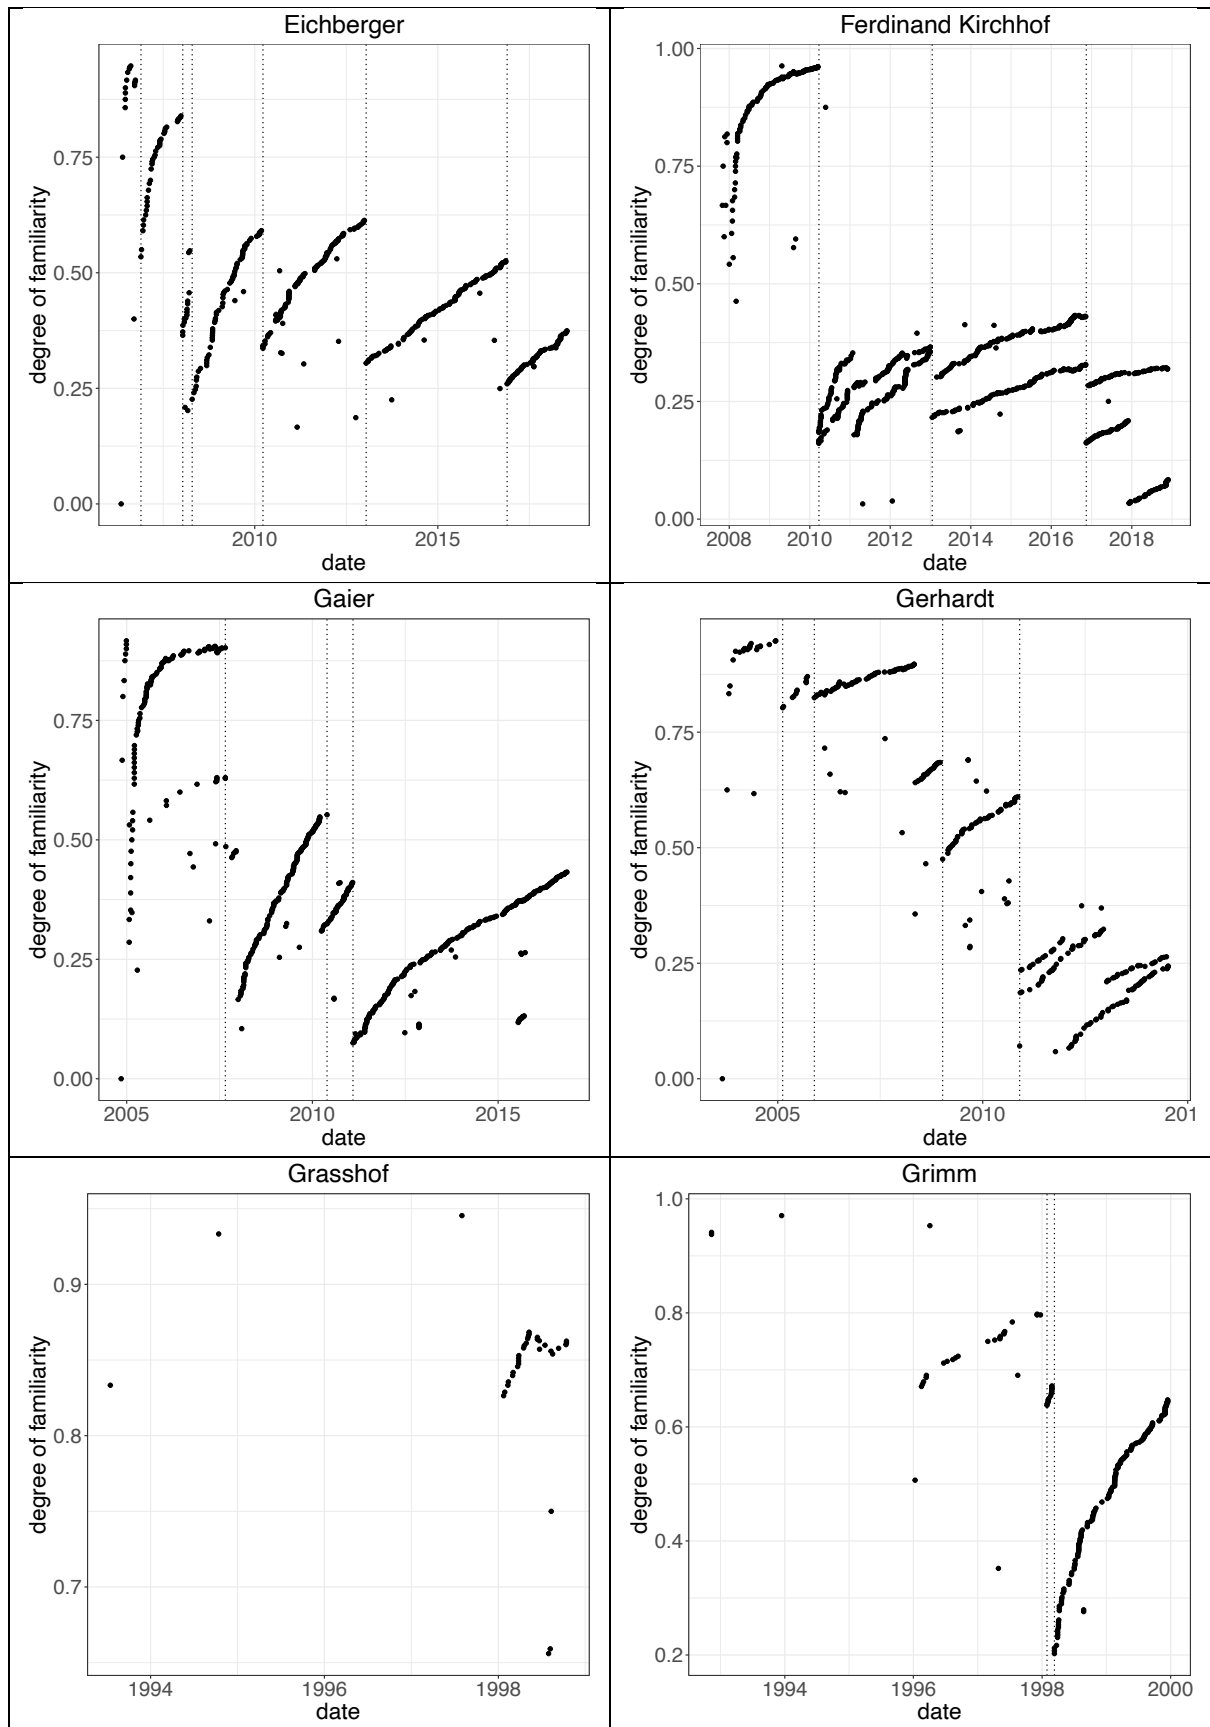 Eichberger
degree of familiarity
0.75
0.50
0.25
0.00
2010 2015
date
Ferdinand Kirchhof
degree of familiarity
1.00
0.75
0.50
0.25
0.00
2008 2010 2012 2014 2016 2018
date
Gaier
degree of familiarity
0.75
0.50
0.25
0.00
2005 2010 2015
date
Gerhardt
degree of familiarity
0.75
0.50
0.25
0.00
2005 2010 201
date
Grasshof
degree of familiarity
0.9
0.8
0.7
1994 1996 1998
date
Grimm
degree of familiarity
1.0
0.8
0.6
0.4
0.2
1994 1996 1998 2000
date